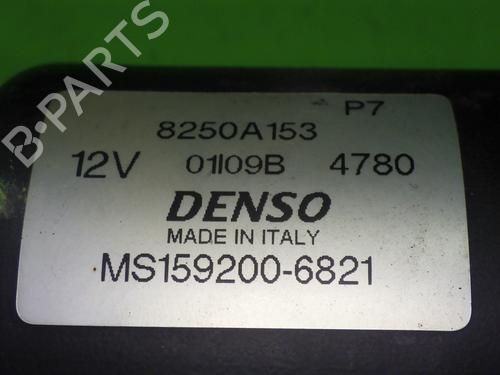 P7
8250A153
12V 01I09B 4780
DENSO
MADE IN ITALY
MS159200-6821
B-PARTS